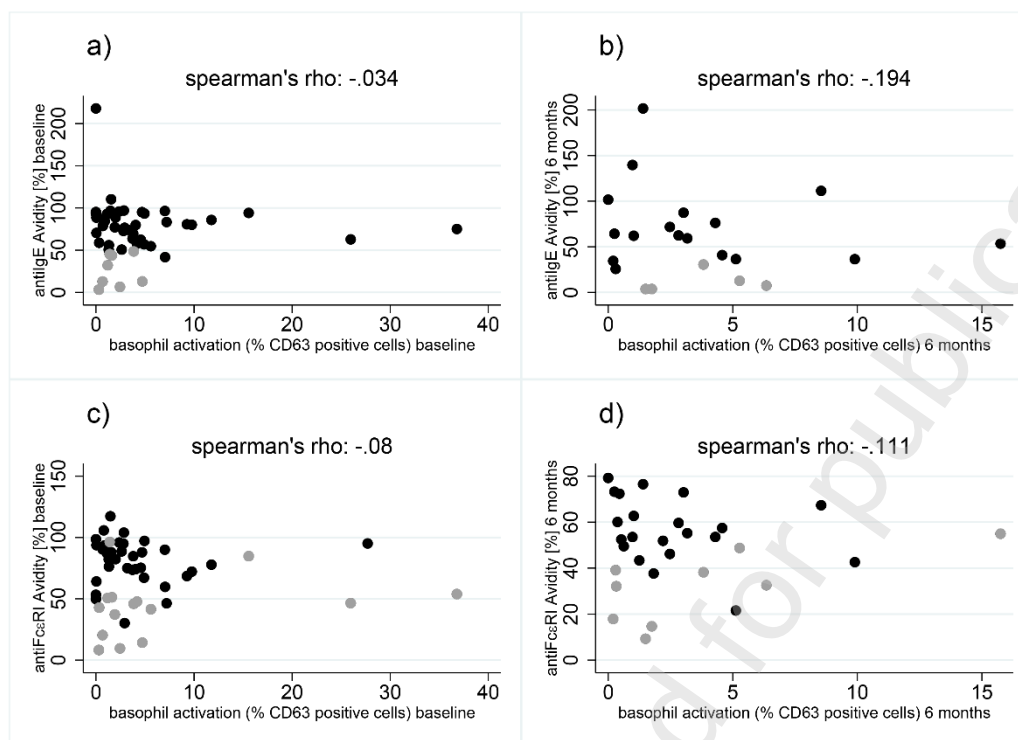 a)
spearman's rho: -.034
antiIgE Avidity [%] baseline
200
150
100
50
0
0 10 20 30 40
basophil activation (% CD63 positive cells) baseline
b)
spearman's rho: -.194
antiIgE Avidity [%] 6 months
200
150
100
50
0
0 5 10 15
basophil activation (% CD63 positive cells) 6 months
c)
spearman's rho: -.08
antiFcεRI Avidity [%] baseline
150
100
50
0
0 10 20 30 40
basophil activation (% CD63 positive cells) baseline
d)
spearman's rho: -.111
antiFcεRI Avidity [%] 6 months
80
60
40
20
0
0 5 10 15
basophil activation (% CD63 positive cells) 6 months
d for public